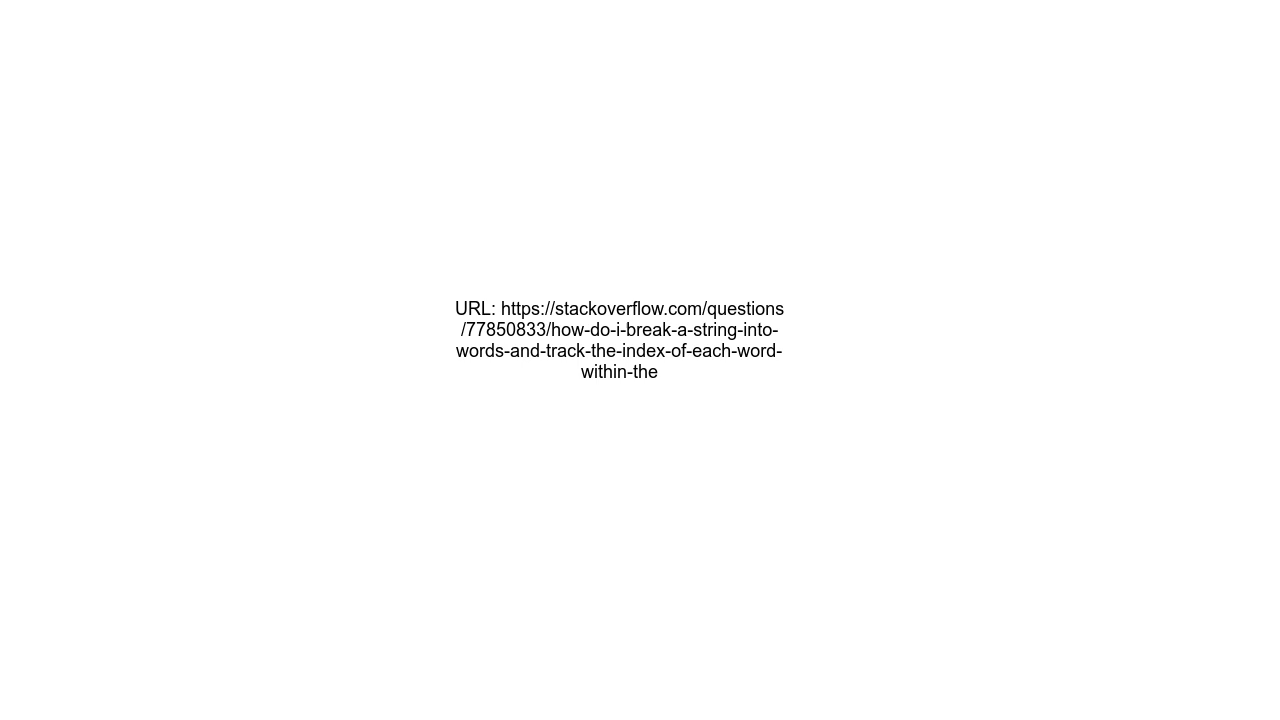 URL: https://stackoverflow.com/questions
/77850833/how-do-i-break-a-string-into-
words-and-track-the-index-of-each-word-
within-the